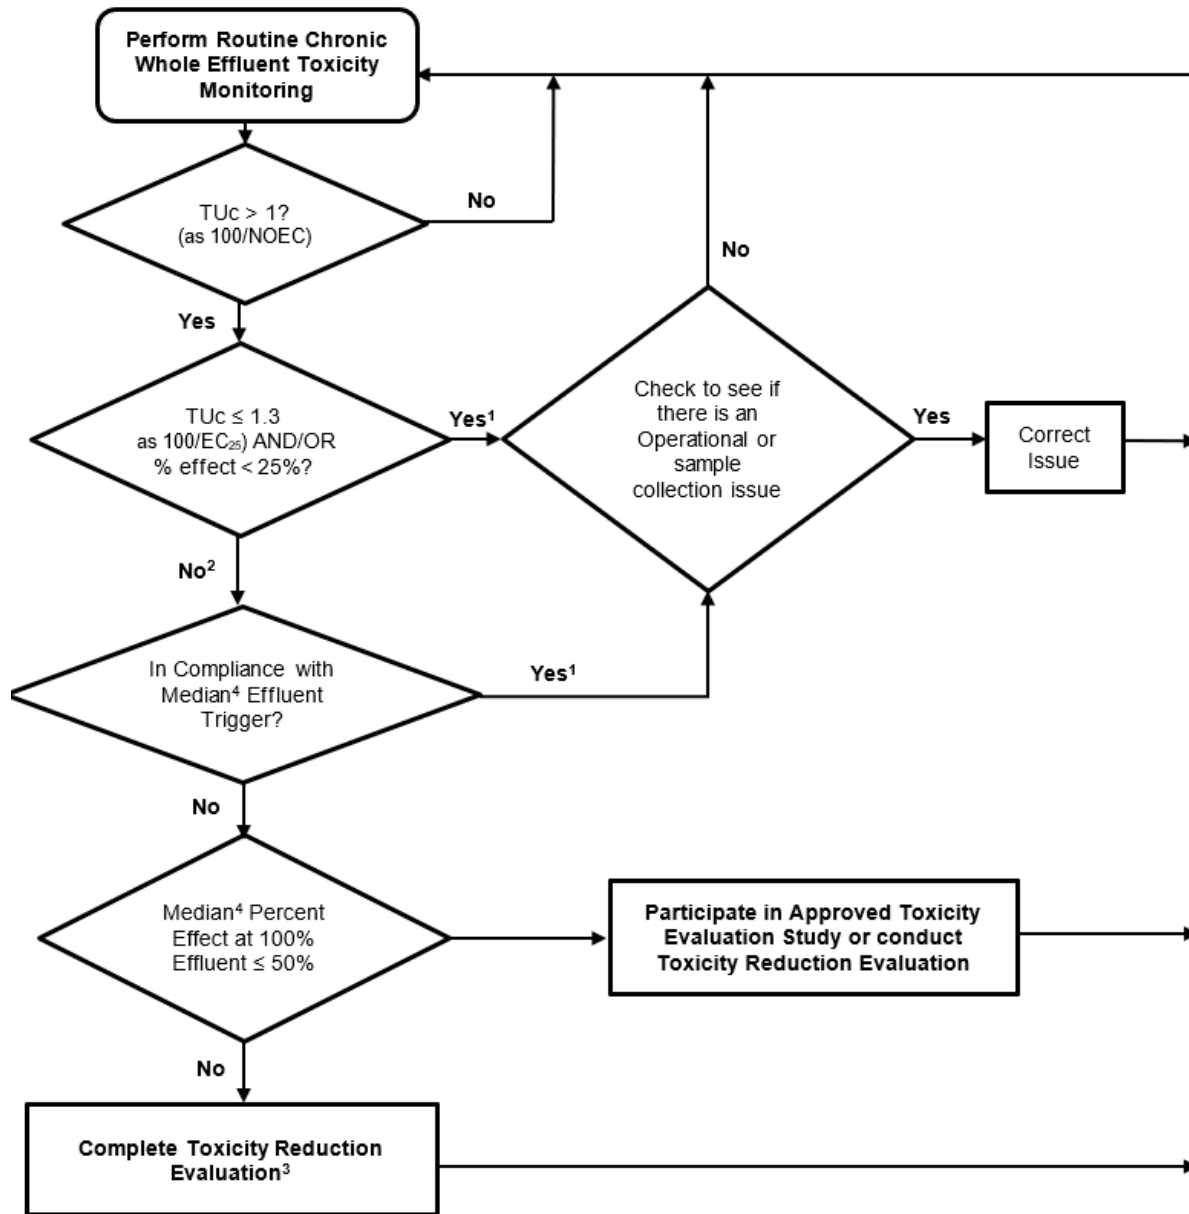 Perform Routine Chronic
Whole Effluent Toxicity
Monitoring
No
TUc > 1?
(as 100/NOEC)
No
Yes
TUc ≤ 1.3
as 100/EC₂₅) AND/OR
% effect < 25%?
Yes¹
Check to see if
there is an
Operational or
sample
collection issue
Yes
Correct
Issue
No²
In Compliance with
Median⁴ Effluent
Trigger?
Yes¹
No
Median⁴ Percent
Effect at 100%
Effluent ≤ 50%
Participate in Approved Toxicity
Evaluation Study or conduct
Toxicity Reduction Evaluation
No
Complete Toxicity Reduction
Evaluation³